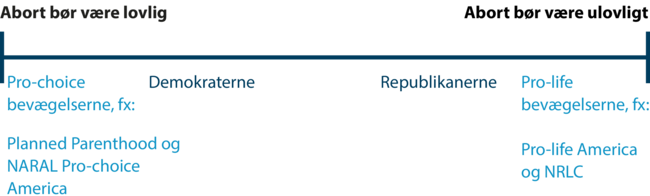 Abort bør være lovlig
Abort bør være ulovligt
Pro-choice
bevægelserne, fx:
Planned Parenthood og
NARAL Pro-choice
America
Demokraterne
Republikanerne
Pro-life
bevægelserne, fx:
Pro-life America
og NRLC